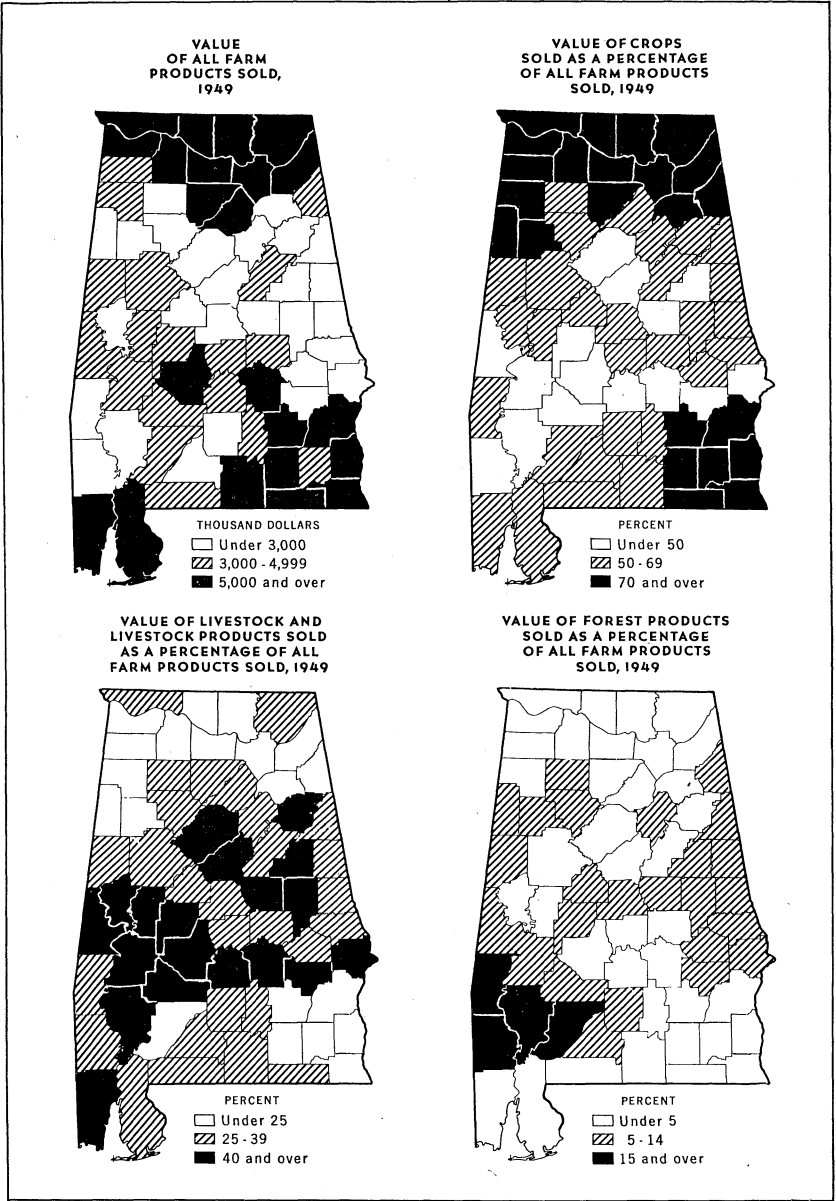 VALUE
OF ALL FARM
PRODUCTS SOLD,
1949
THOUSAND DOLLARS
Under 3,000
3,000 - 4,999
5,000 and over
VALUE OF CROPS
SOLD AS A PERCENTAGE
OF ALL FARM PRODUCTS
SOLD, 1949
PERCENT
Under 50
50 - 69
70 and over
VALUE OF LIVESTOCK AND
LIVESTOCK PRODUCTS SOLD
AS A PERCENTAGE OF ALL
FARM PRODUCTS SOLD, 1949
PERCENT
Under 25
25 - 39
40 and over
VALUE OF FOREST PRODUCTS
SOLD AS A PERCENTAGE
OF ALL FARM PRODUCTS
SOLD, 1949
PERCENT
Under 5
5 - 14
15 and over